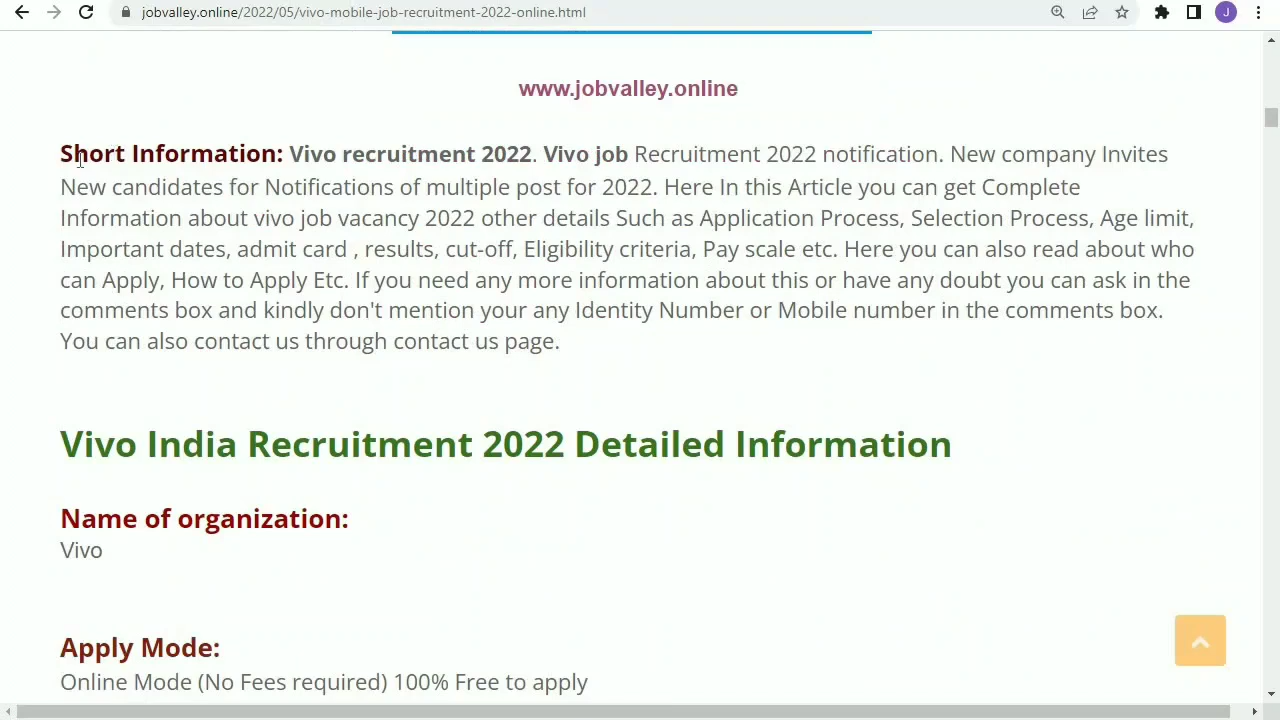 jobvalley.online/2022/05/vivo-mobile-job-recruitment-2022-online.html
J
www.jobvalley.online
Short Information: Vivo recruitment 2022. Vivo job Recruitment 2022 notification. New company Invites
New candidates for Notifications of multiple post for 2022. Here In this Article you can get Complete
Information about vivo job vacancy 2022 other details Such as Application Process, Selection Process, Age limit,
Important dates, admit card , results, cut-off, Eligibility criteria, Pay scale etc. Here you can also read about who
can Apply, How to Apply Etc. If you need any more information about this or have any doubt you can ask in the
comments box and kindly don't mention your any Identity Number or Mobile number in the comments box.
You can also contact us through contact us page.
Vivo India Recruitment 2022 Detailed Information
Name of organization:
Vivo
Apply Mode:
Online Mode (No Fees required) 100% Free to apply